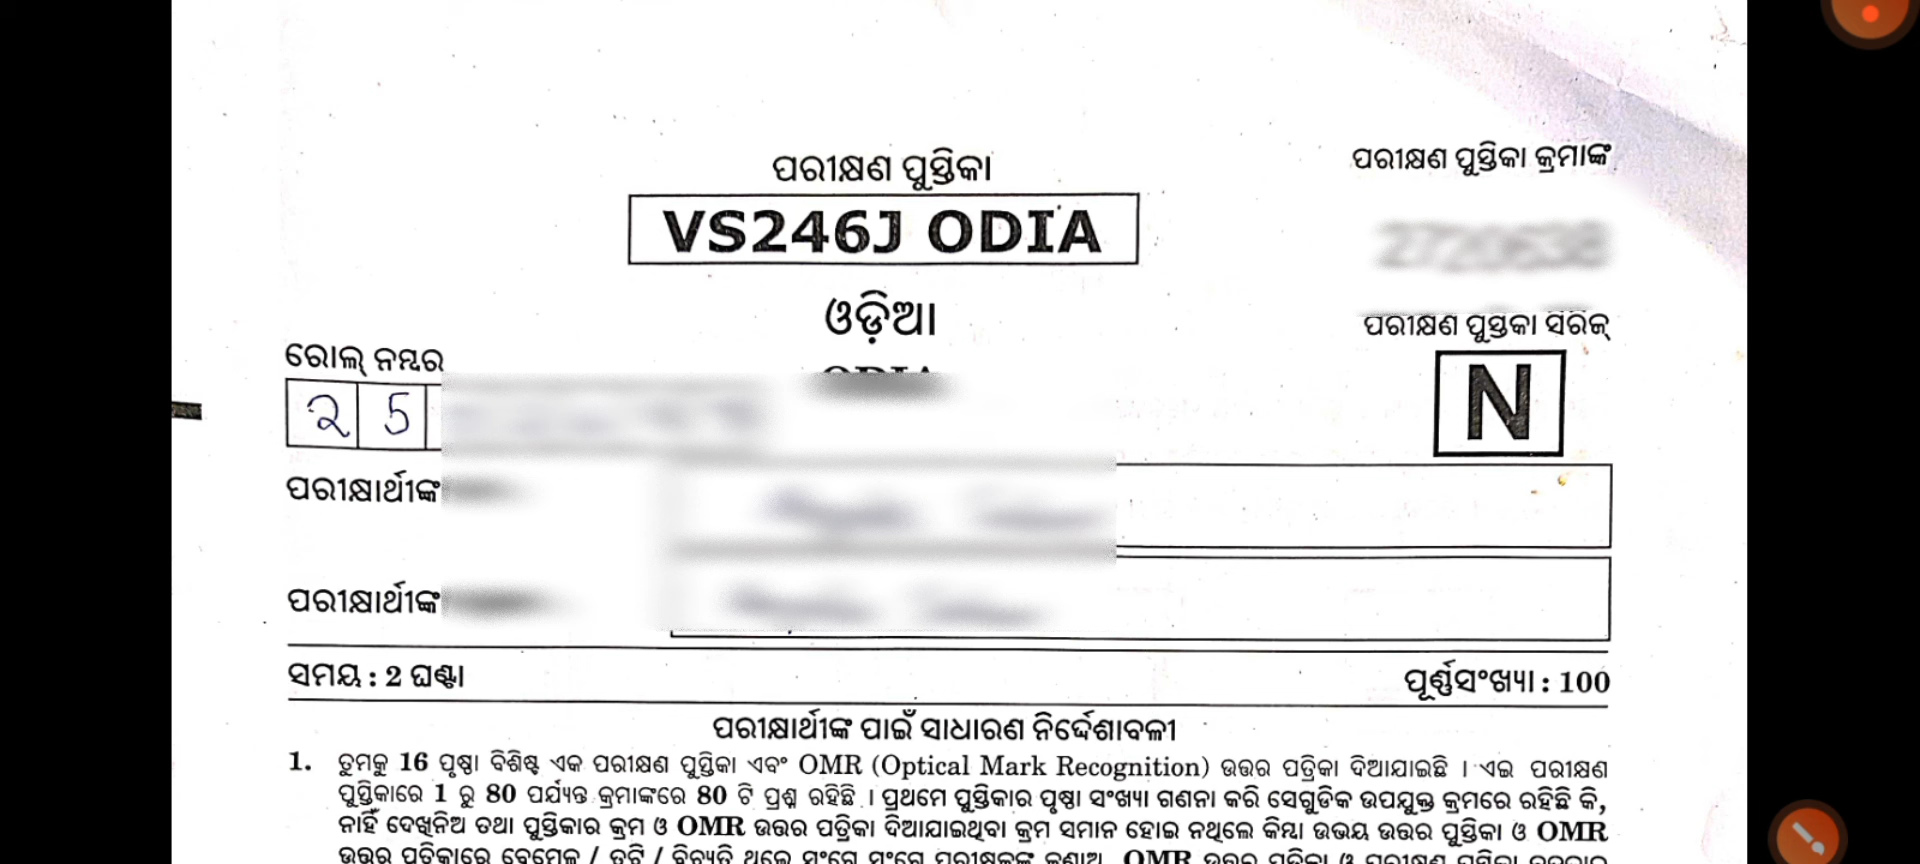 ପରୀକ୍ଷଣ ପୁସ୍ତିକା
ପରୀକ୍ଷଣ ପୁସ୍ତିକା କ୍ରମାଙ୍କ
VS246J ODIA
ଓଡ଼ିଆ
ପରୀକ୍ଷଣ ପୁସ୍ତିକା ସିରିଜ୍
N
ରୋଲ୍ ନମ୍ବର
25
ପରୀକ୍ଷାର୍ଥୀଙ୍କ
ପରୀକ୍ଷାର୍ଥୀଙ୍କ
ସମୟ : 2 ଘଣ୍ଟା
ପୂର୍ଣ୍ଣସଂଖ୍ୟା : 100
ପରୀକ୍ଷାର୍ଥୀଙ୍କ ପାଇଁ ସାଧାରଣ ନିର୍ଦ୍ଦେଶାବଳୀ
1. ତୁମକୁ 16 ପୃଷ୍ଠା ବିଶିଷ୍ଟ ଏକ ପରୀକ୍ଷଣ ପୁସ୍ତିକା ଏବଂ OMR (Optical Mark Recognition) ଉତ୍ତର ପତ୍ରିକା ଦିଆଯାଇଛି । ଏଇ ପରୀକ୍ଷଣ
ପୁସ୍ତିକାରେ 1 ରୁ 80 ପର୍ଯ୍ୟନ୍ତ କ୍ରମାଙ୍କରେ 80 ଟି ପ୍ରଶ୍ନ ରହିଛି । ପ୍ରଥମେ ପୁସ୍ତିକାର ପୃଷ୍ଠା ସଂଖ୍ୟା ଗଣନା କରି ସେଗୁଡିକ ଉପଯୁକ୍ତ କ୍ରମରେ ରହିଛି କି,
ନାହିଁ ଦେଖିନିଅ ତଥା ପୁସ୍ତିକାର କ୍ରମ ଓ OMR ଉତ୍ତର ପତ୍ରିକା ଦିଆଯାଇଥିବା କ୍ରମ ସମାନ ହୋଇ ନଥିଲେ କିମ୍ବା ଉଭୟ ଉତ୍ତର ପୁସ୍ତିକା ଓ OMR